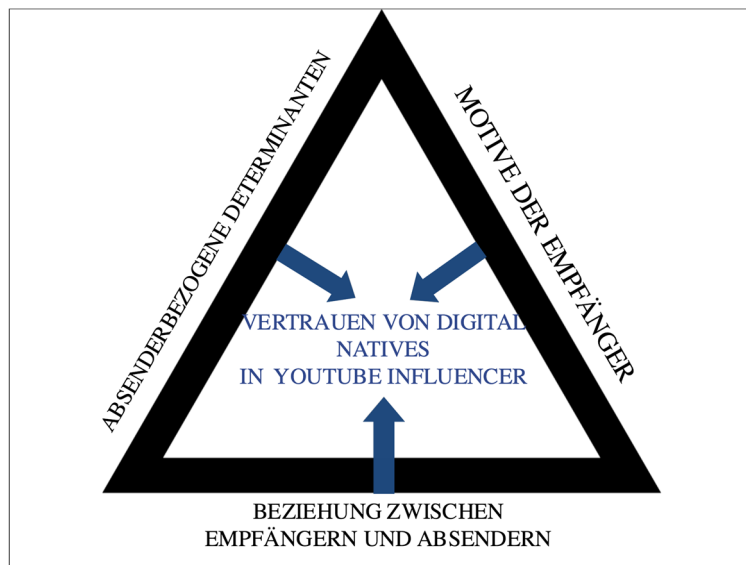 ABSENDERBEZOGENE DETERMINANTEN
MOTIVE DER EMPFÄNGER
VERTRAUEN VON DIGITAL
NATIVES
IN YOUTUBE INFLUENCER
BEZIEHUNG ZWISCHEN
EMPFÄNGERN UND ABSENDERN